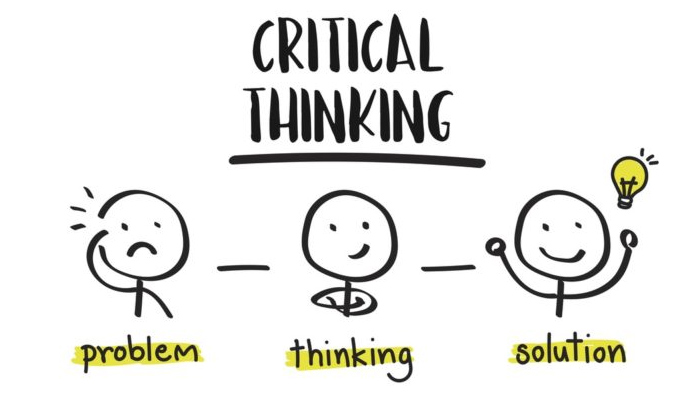 CRITICAL
THINKING
problem
thinking
solution